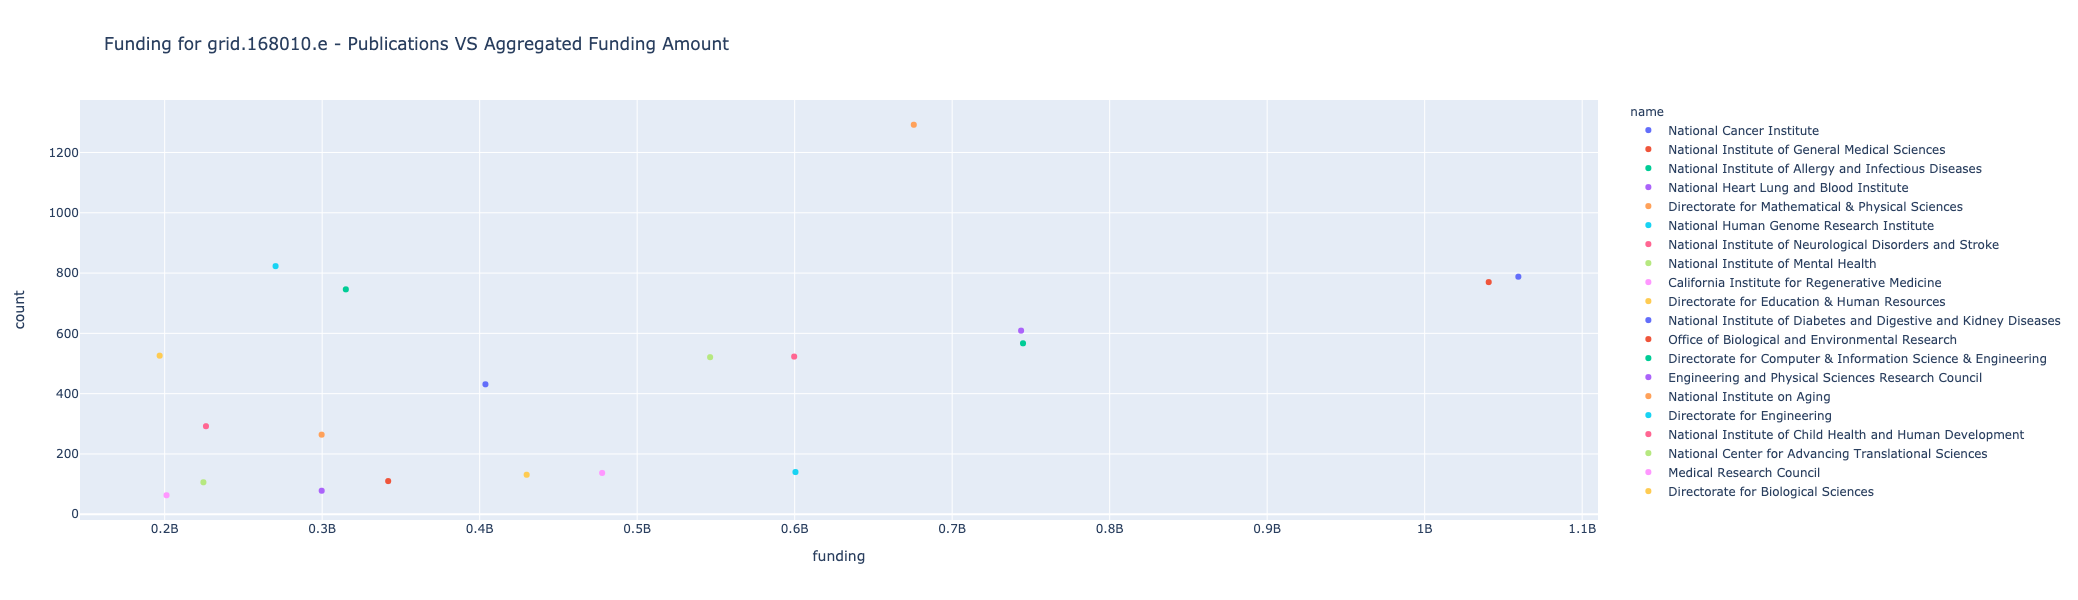 Funding for grid.168010.e - Publications VS Aggregated Funding Amount
count
1200
1000
800
600
400
200
0
0.2B 0.3B 0.4B 0.5B 0.6B 0.7B 0.8B 0.9B 1B 1.1B
funding
name
National Cancer Institute
National Institute of General Medical Sciences
National Institute of Allergy and Infectious Diseases
National Heart Lung and Blood Institute
Directorate for Mathematical & Physical Sciences
National Human Genome Research Institute
National Institute of Neurological Disorders and Stroke
National Institute of Mental Health
California Institute for Regenerative Medicine
Directorate for Education & Human Resources
National Institute of Diabetes and Digestive and Kidney Diseases
Office of Biological and Environmental Research
Directorate for Computer & Information Science & Engineering
Engineering and Physical Sciences Research Council
National Institute on Aging
Directorate for Engineering
National Institute of Child Health and Human Development
National Center for Advancing Translational Sciences
Medical Research Council
Directorate for Biological Sciences